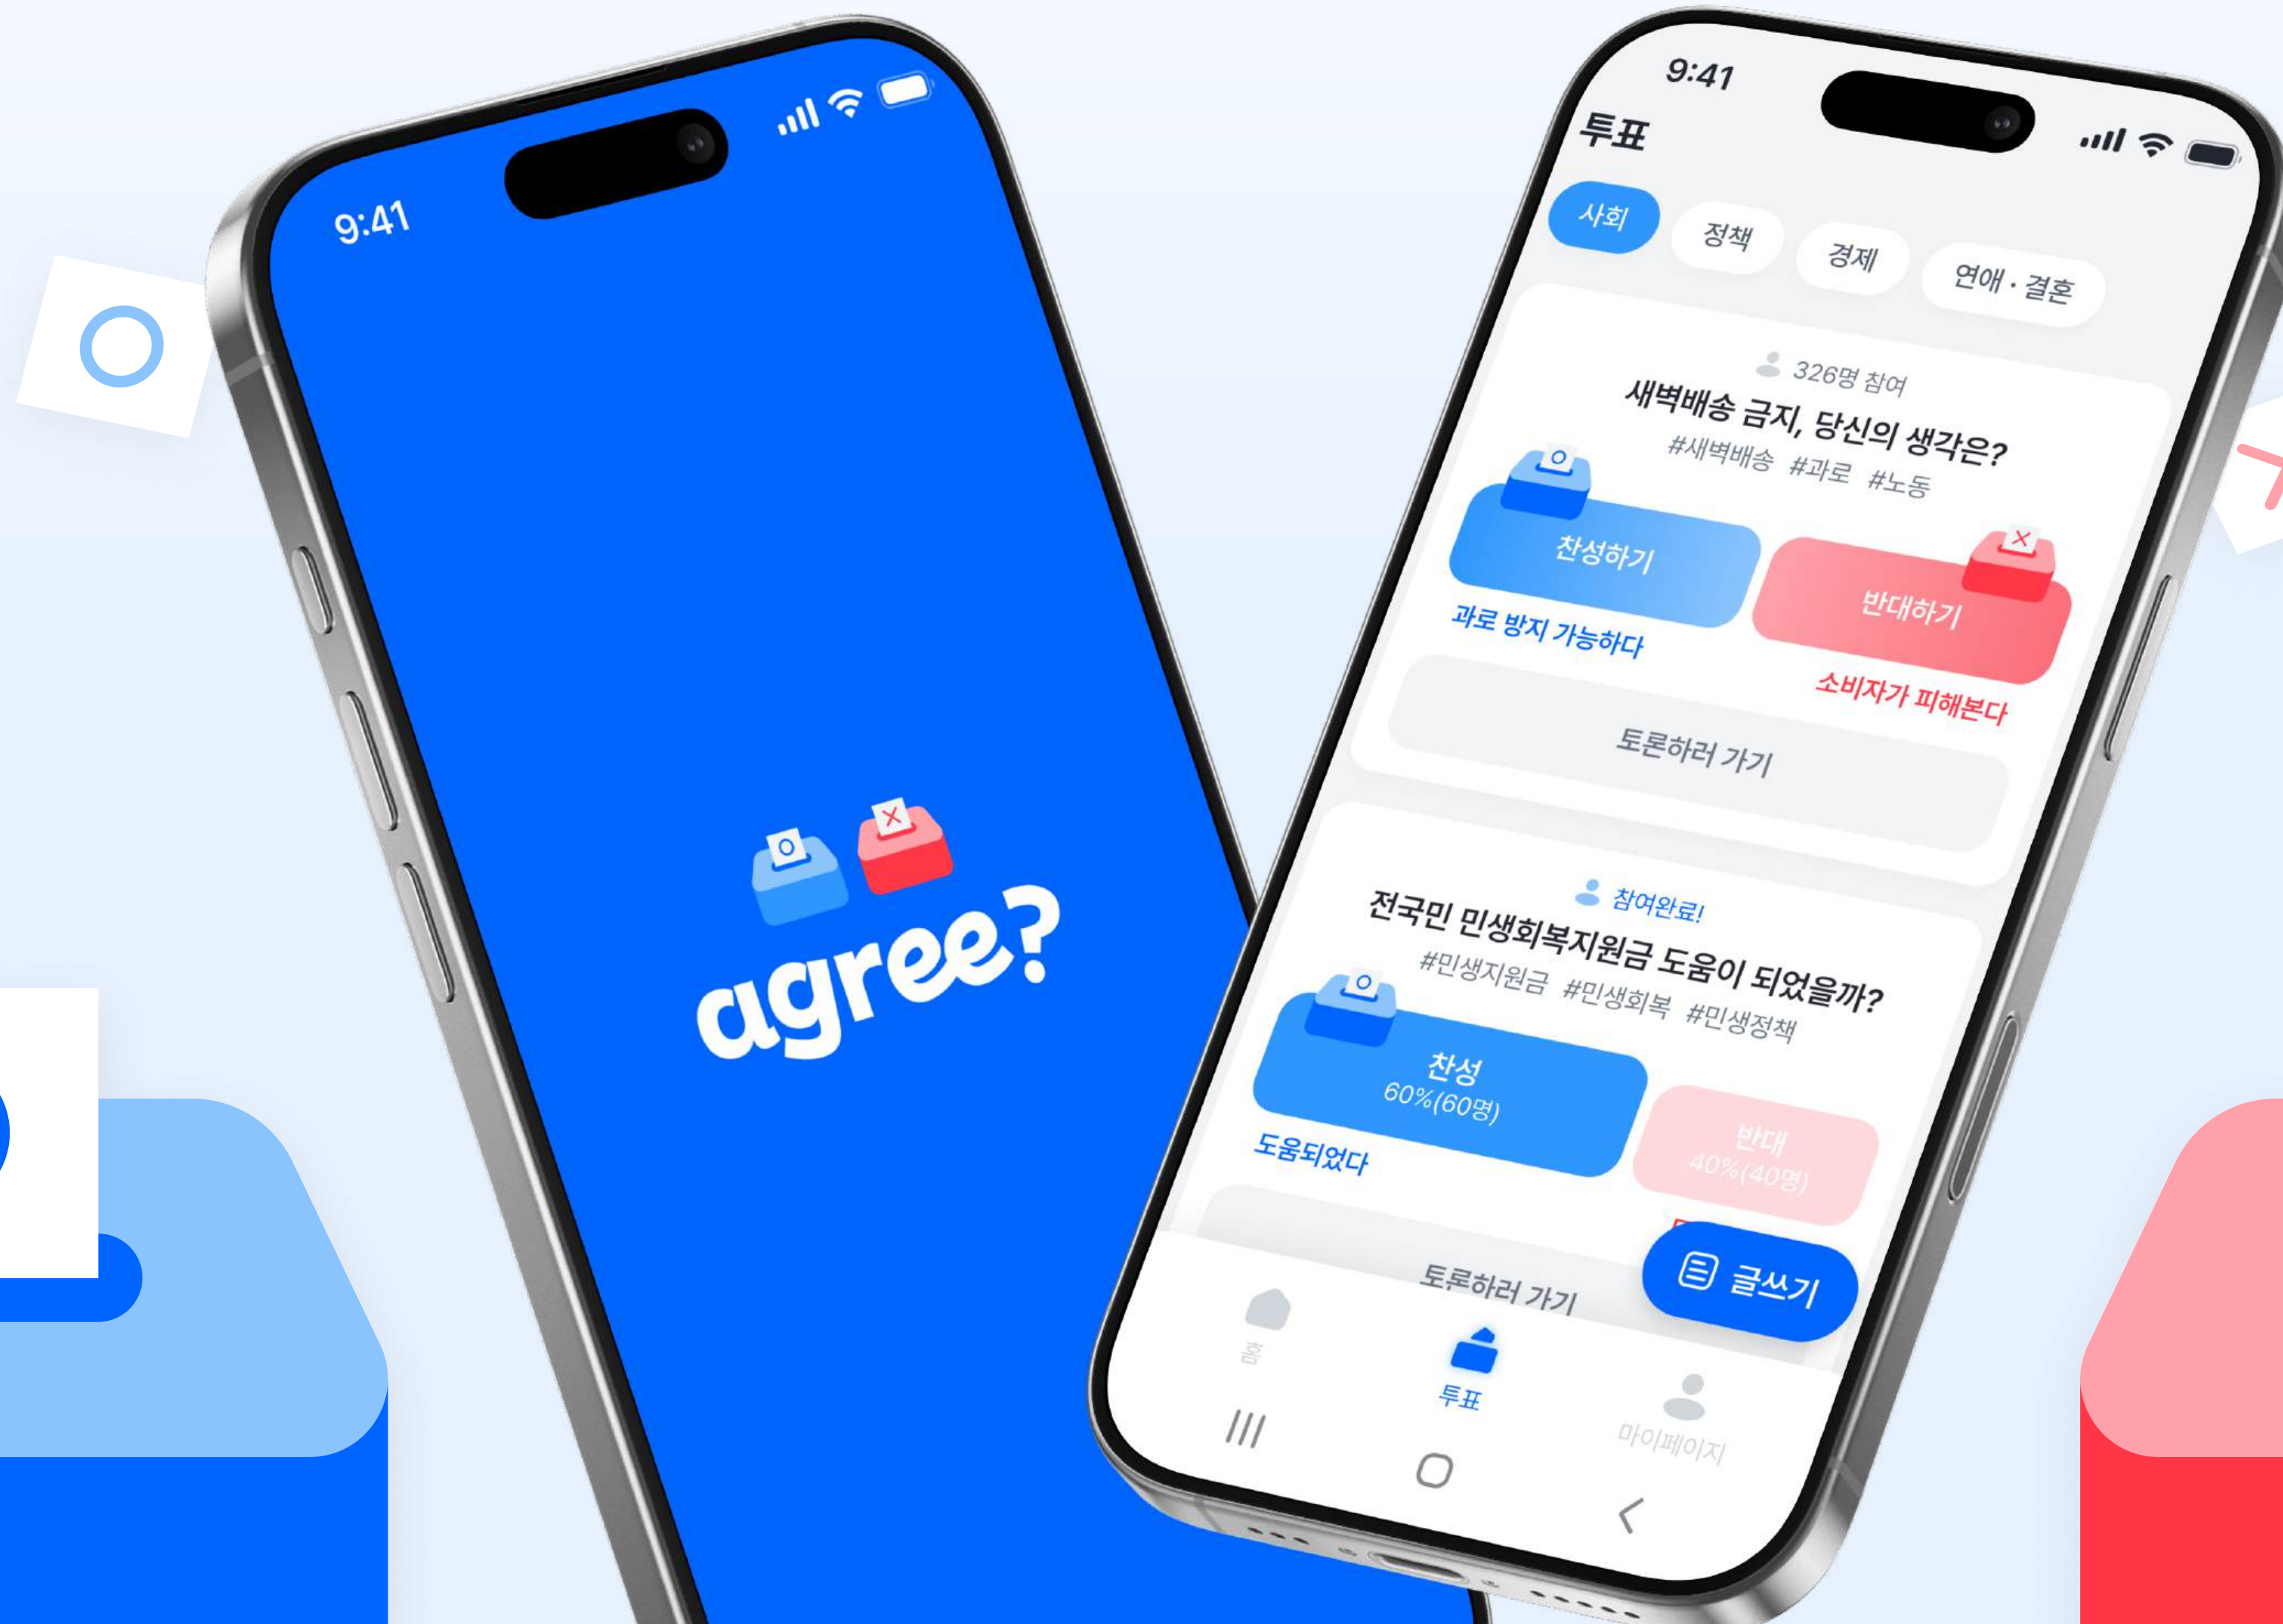 9:41
agree?
9:41
투표
사회
정책
경제
연애 · 결혼
326명 참여
새벽배송 금지, 당신의 생각은?
#새벽배송 #과로 #노동
찬성하기
반대하기
과로 방지 가능하다
소비자가 피해본다
토론하러 가기
참여완료!
전국민 민생회복지원금 도움이 되었을까?
#민생지원금 #민생회복 #민생정책
찬성
60%(60명)
반대
40%(40명)
도움되었다
토론하러 가기
글쓰기
홈
투표
마이페이지